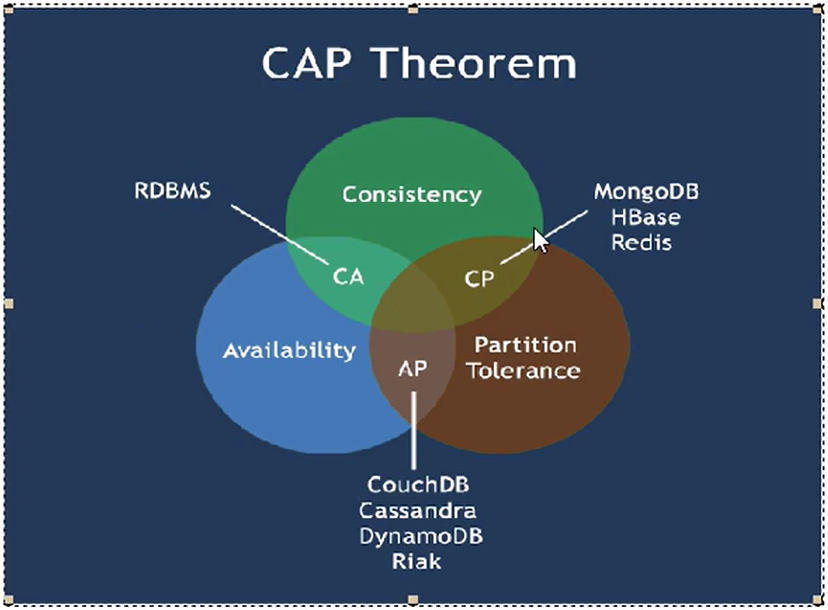 CAP Theorem
RDBMS
Consistency
MongoDB
HBase
Redis
CA
CP
Availability
Partition
Tolerance
AP
CouchDB
Cassandra
DynamoDB
Riak